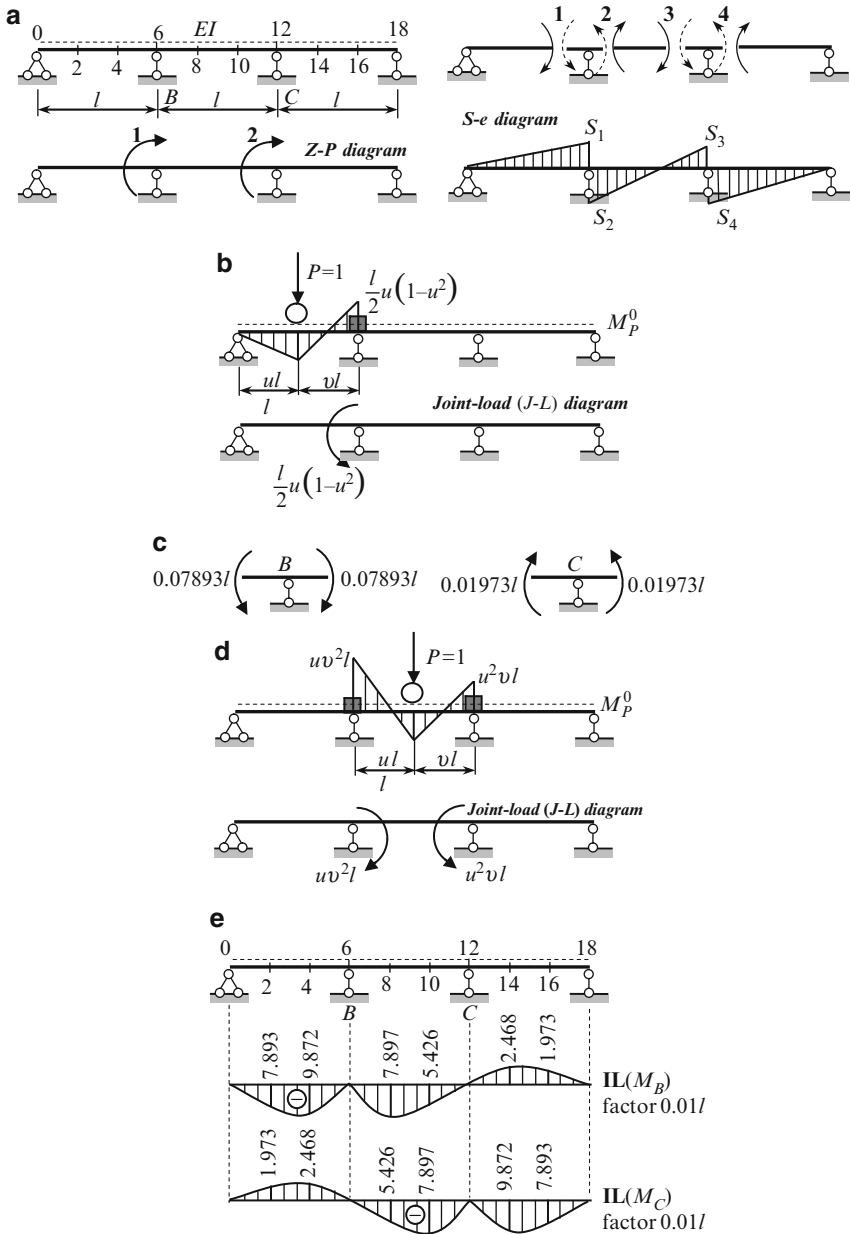 a
0 6 EI 12 18
2 4 8 10 14 16
B C
l l l
1 2
Z-P diagram
1 2 3 4
S-e diagram
S₁ S₃
S₂ S₄
b
P=1
l/2 u(1–u²)
M⁰_P
ul υl
l
Joint-load (J-L) diagram
l/2 u(1–u²)
c
B C
0.07893l 0.07893l 0.01973l 0.01973l
d
uυ²l P=1 u²υl
M⁰_P
ul υl
l
Joint-load (J-L) diagram
uυ²l u²υl
e
0 6 12 18
2 4 8 10 14 16
B C
7.893 9.872 7.897 5.426 2.468 1.973
IL(M_B)
factor 0.01l
–
1.973 2.468 5.426 7.897 9.872 7.893
IL(M_C)
factor 0.01l
–